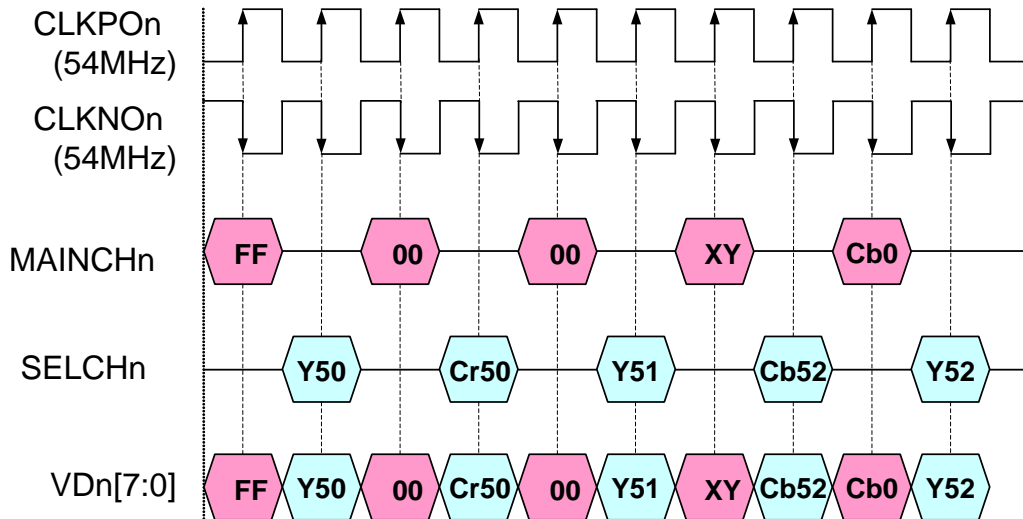 CLKPOn
(54MHz)
CLKNOn
(54MHz)
MAINCHn
FF 00 00 XY Cb0
SELCHn
Y50 Cr50 Y51 Cb52 Y52
VDn[7:0]
FF Y50 00 Cr50 00 Y51 XY Cb52 Cb0 Y52